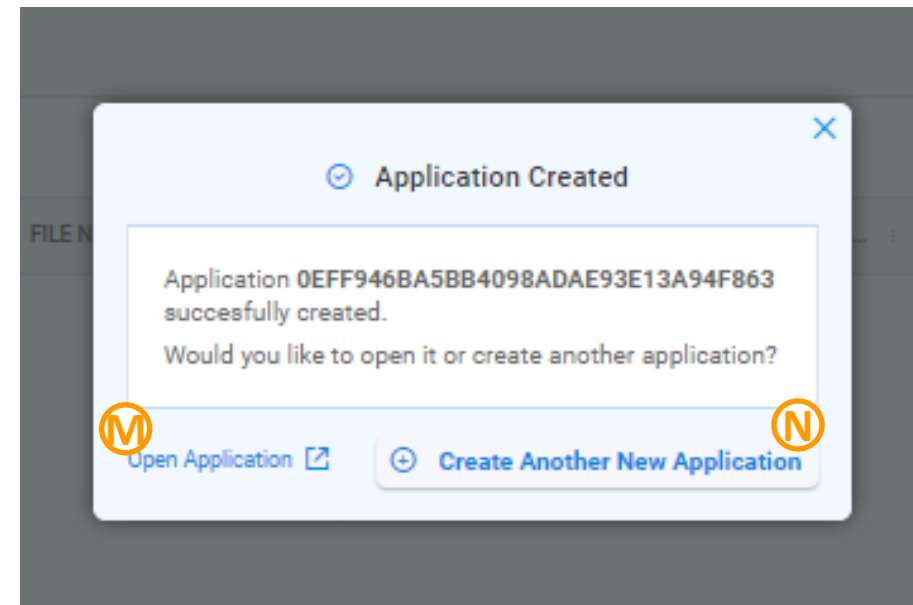 Application Created
FILE N
Application 0EFF946BA5BB4098ADAE93E13A94F863
succesfully created.
Would you like to open it or create another application?
M
N
Open Application
Create Another New Application